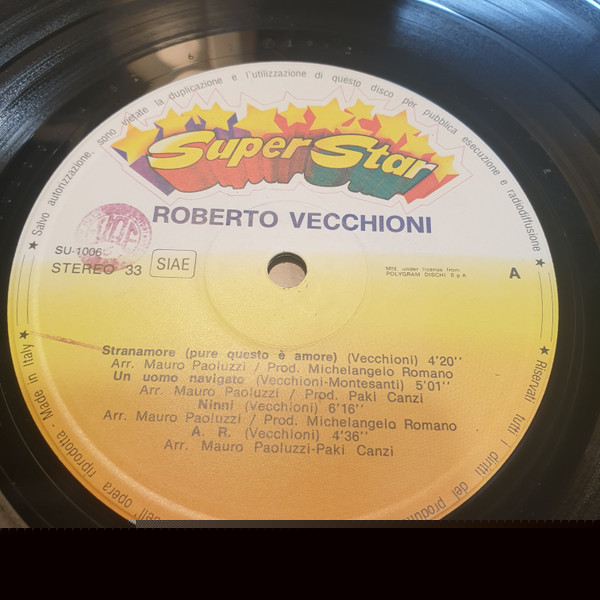 ★ Salvo autorizzazione, sono vietate la duplicazione e l'utilizzazione di questo disco per pubblica esecuzione e radiodiffusione ★
Super Star
ROBERTO VECCHIONI
SU-1006
STEREO 33
SIAE
Mfd. under license from:
POLYGRAM DISCHI S p A
A
Stranamore (pure questo è amore) (Vecchioni) 4'20''
Arr. Mauro Paoluzzi / Prod. Michelangelo Romano
Un uomo navigato (Vecchioni-Montesanti) 5'01''
Arr. Mauro Paoluzzi / Prod. Paki Canzi
Ninni (Vecchioni) 6'16''
Arr. Mauro Paoluzzi / Prod. Michelangelo Romano
A. R. (Vecchioni) 4'36''
Arr. Mauro Paoluzzi-Paki Canzi
★ Riservati tutti i diritti del produttore
dell'opera riprodotta - Made in Italy ★